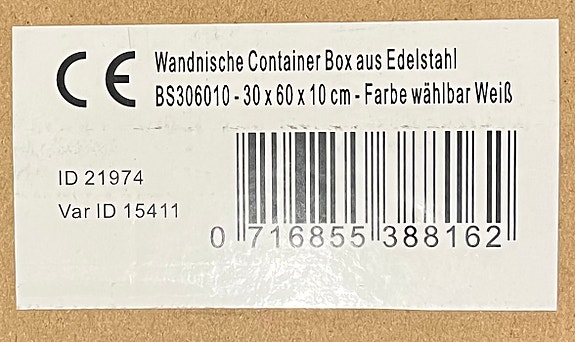 CE
Wandnische Container Box aus Edelstahl
BS306010 - 30 x 60 x 10 cm - Farbe wählbar Weiß
ID 21974
Var ID 15411
0 716855 388162